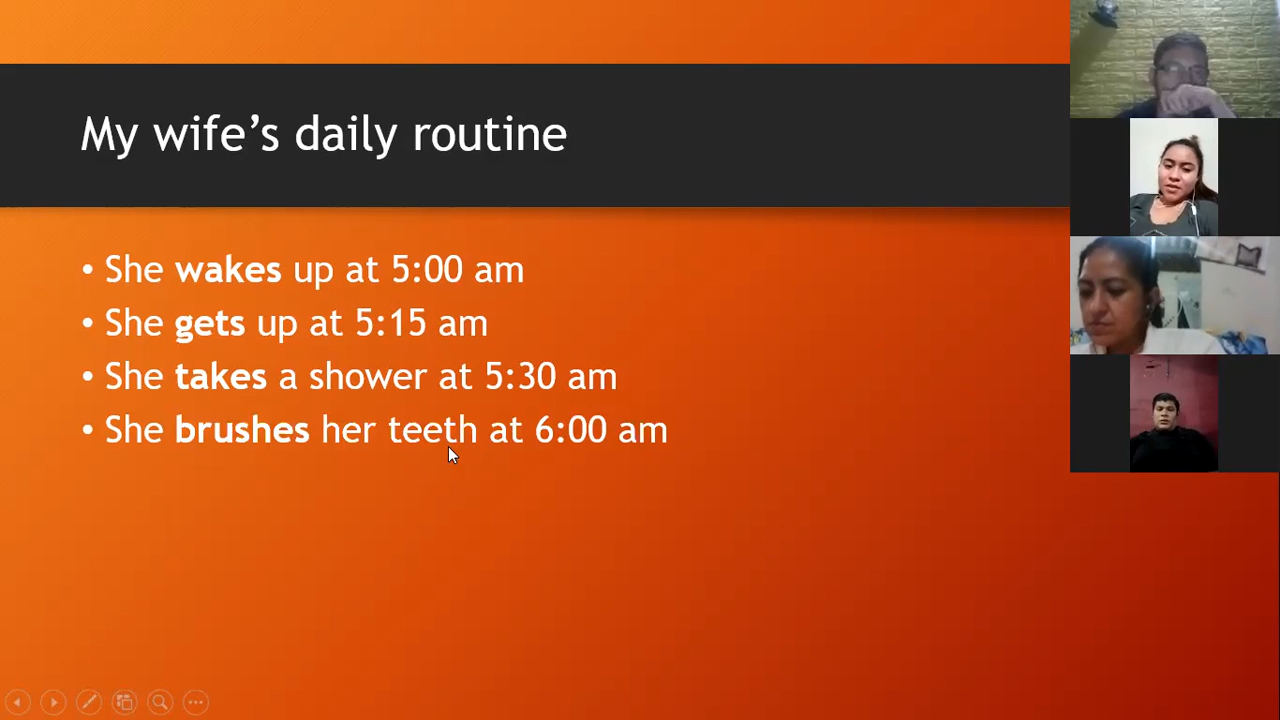 My wife’s daily routine
• She wakes up at 5:00 am
• She gets up at 5:15 am
• She takes a shower at 5:30 am
• She brushes her teeth at 6:00 am